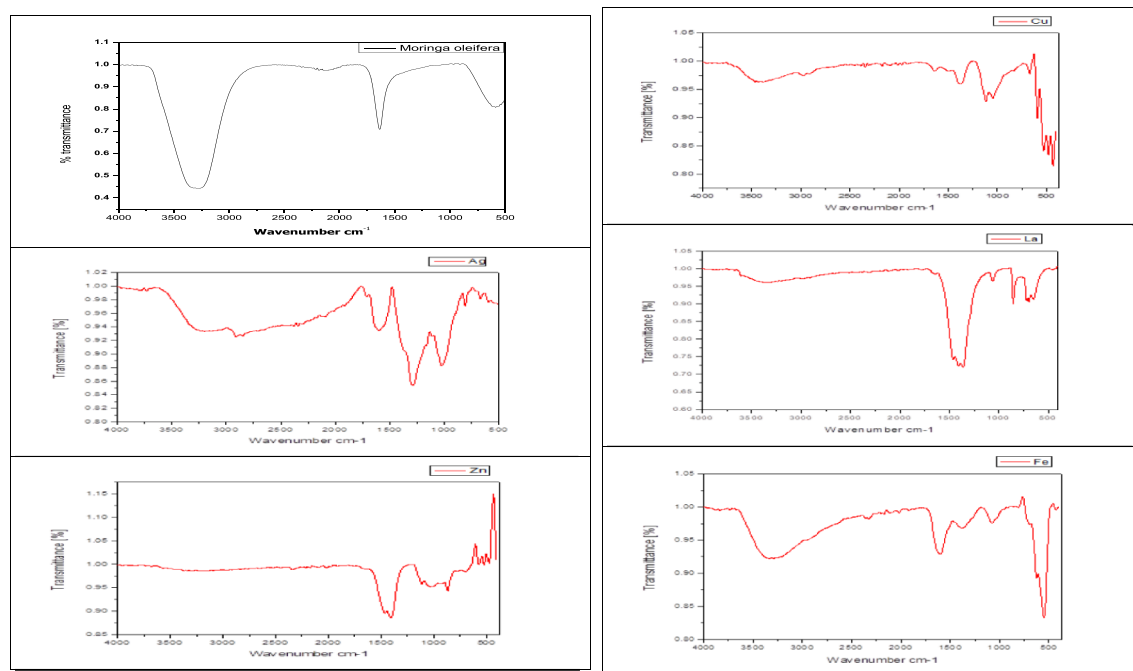 Moringa oleifera
% transmittance
1.1
1.0
0.9
0.8
0.7
0.6
0.5
0.4
4000 3500 3000 2500 2000 1500 1000 500
Wavenumber cm-1
Ag
Transmittance [%]
1.02
1.00
0.98
0.96
0.94
0.92
0.90
0.88
0.86
0.84
0.82
0.80
4000 3500 3000 2500 2000 1500 1000 500
Wavenumber cm-1
Zn
Transmittance [%]
1.15
1.10
1.05
1.00
0.95
0.90
0.85
4000 3500 3000 2500 2000 1500 1000 500
Wavenumber cm-1
Cu
Transmittance [%]
1.05
1.00
0.95
0.90
0.85
0.80
4000 3500 3000 2500 2000 1500 1000 500
Wavenumber cm-1
La
Transmittance [%]
1.05
1.00
0.95
0.90
0.85
0.80
0.75
0.70
0.65
0.60
4000 3500 3000 2500 2000 1500 1000 500
Wavenumber cm-1
Fe
Transmittance [%]
1.05
1.00
0.95
0.90
0.85
0.80
4000 3500 3000 2500 2000 1500 1000 500
Wavenumber cm-1